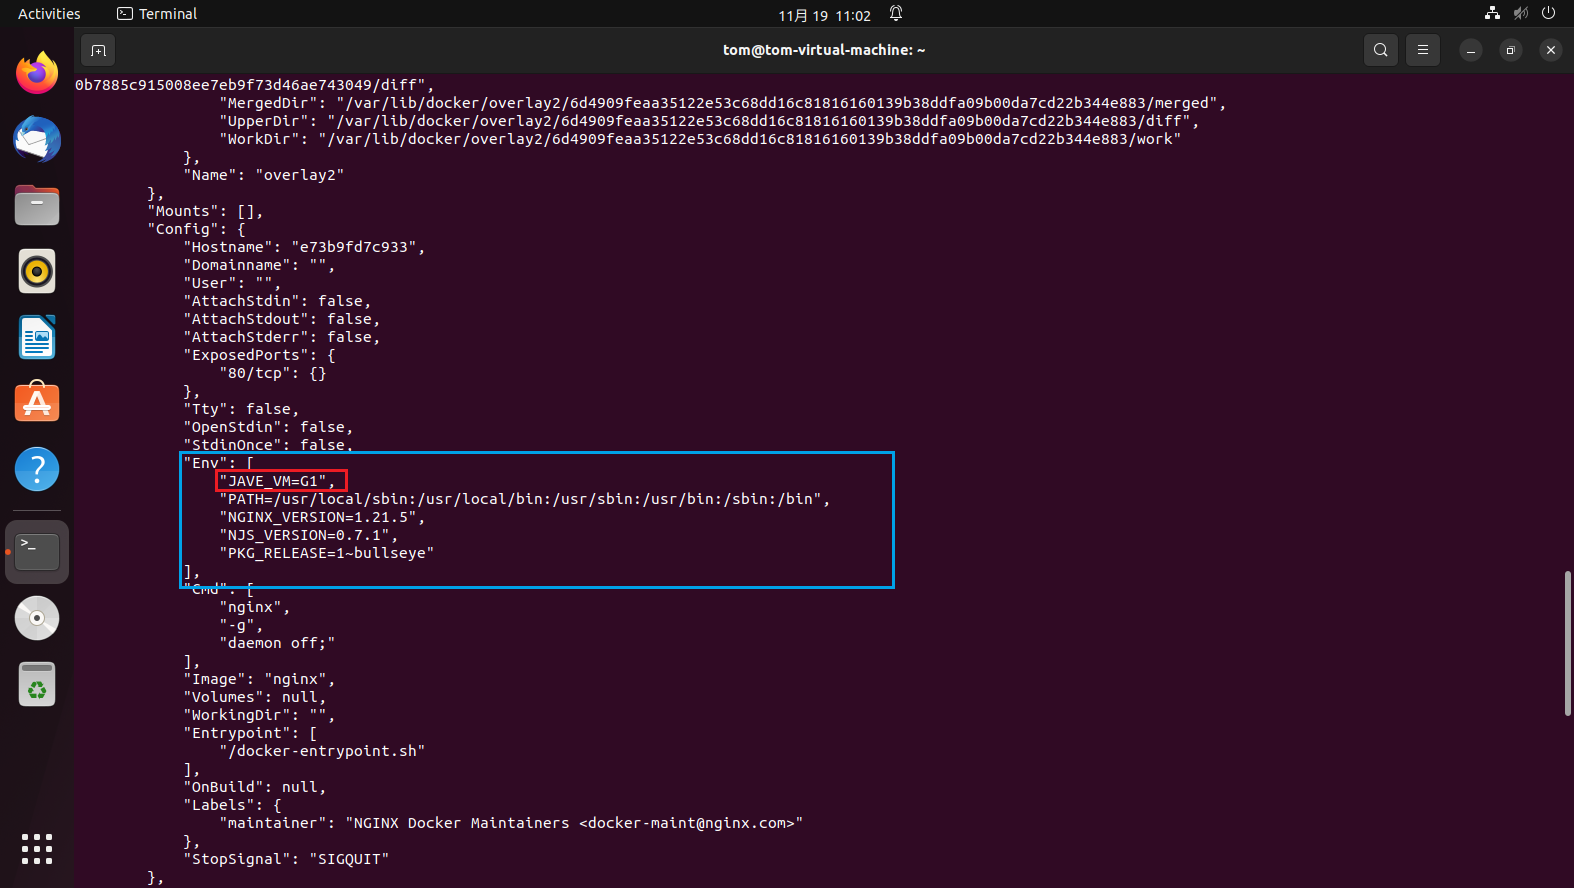 Activities
Terminal
11月 19 11:02
tom@tom-virtual-machine: ~
0b7885c915008ee7eb9f73d46ae743049/diff",
"MergedDir": "/var/lib/docker/overlay2/6d4909feaa35122e53c68dd16c81816160139b38ddfa09b00da7cd22b344e883/merged",
"UpperDir": "/var/lib/docker/overlay2/6d4909feaa35122e53c68dd16c81816160139b38ddfa09b00da7cd22b344e883/diff",
"WorkDir": "/var/lib/docker/overlay2/6d4909feaa35122e53c68dd16c81816160139b38ddfa09b00da7cd22b344e883/work"
},
"Name": "overlay2"
},
"Mounts": [],
"Config": {
"Hostname": "e73b9fd7c933",
"Domainname": "",
"User": "",
"AttachStdin": false,
"AttachStdout": false,
"AttachStderr": false,
"ExposedPorts": {
"80/tcp": {}
},
"Tty": false,
"OpenStdin": false,
"StdinOnce": false,
"Env": [
"JAVE_VM=G1",
"PATH=/usr/local/sbin:/usr/local/bin:/usr/sbin:/usr/bin:/sbin:/bin",
"NGINX_VERSION=1.21.5",
"NJS_VERSION=0.7.1",
"PKG_RELEASE=1~bullseye"
],
"Cmd": [
"nginx",
"-g",
"daemon off;"
],
"Image": "nginx",
"Volumes": null,
"WorkingDir": "",
"Entrypoint": [
"/docker-entrypoint.sh"
],
"OnBuild": null,
"Labels": {
"maintainer": "NGINX Docker Maintainers <docker-maint@nginx.com>"
},
"StopSignal": "SIGQUIT"
},